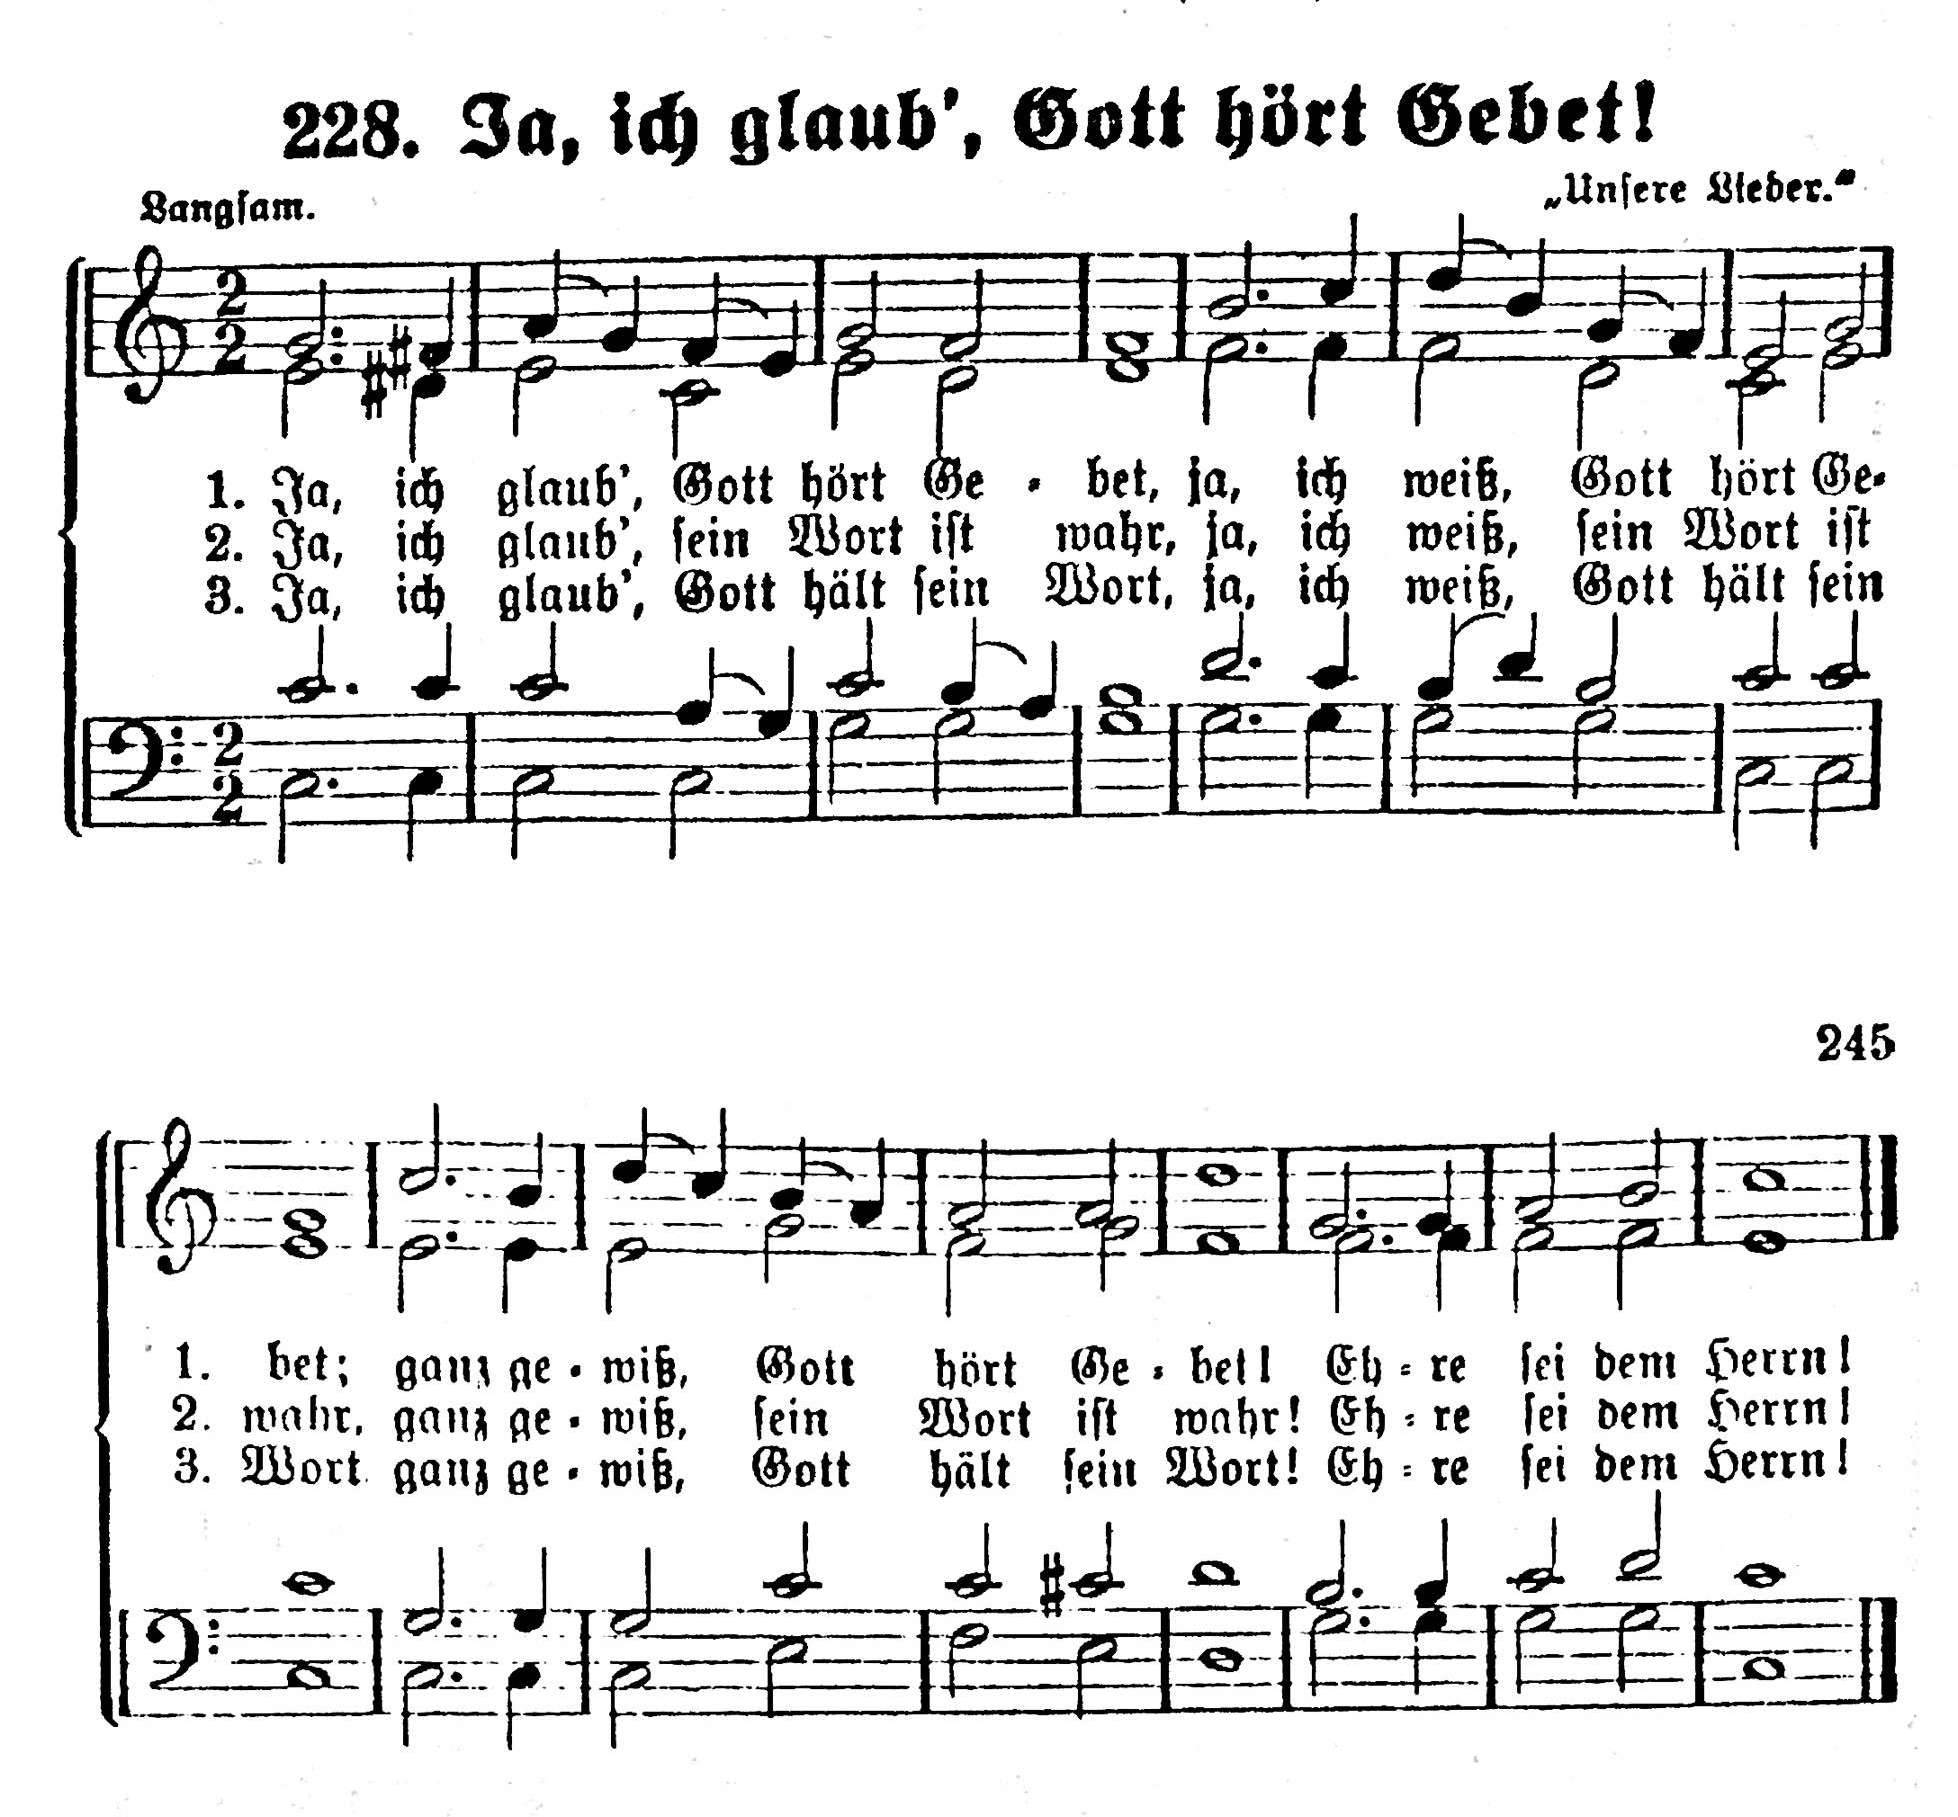 228. Ja, ich glaub', Gott hört Gebet!
Langsam.
„Unsere Lieder.“
2
2
1. Ja, ich glaub', Gott hört Ge - bet, ja, ich weiß, Gott hört Ge-
2. Ja, ich glaub', sein Wort ist wahr, ja, ich weiß, sein Wort ist
3. Ja, ich glaub', Gott hält sein Wort, ja, ich weiß, Gott hält sein
2
2
245
1. bet; ganz ge - wiß, Gott hört Ge - bet! Eh - re sei dem Herrn!
2. wahr, ganz ge - wiß, sein Wort ist wahr! Eh - re sei dem Herrn!
3. Wort ganz ge - wiß, Gott hält sein Wort! Eh - re sei dem Herrn!